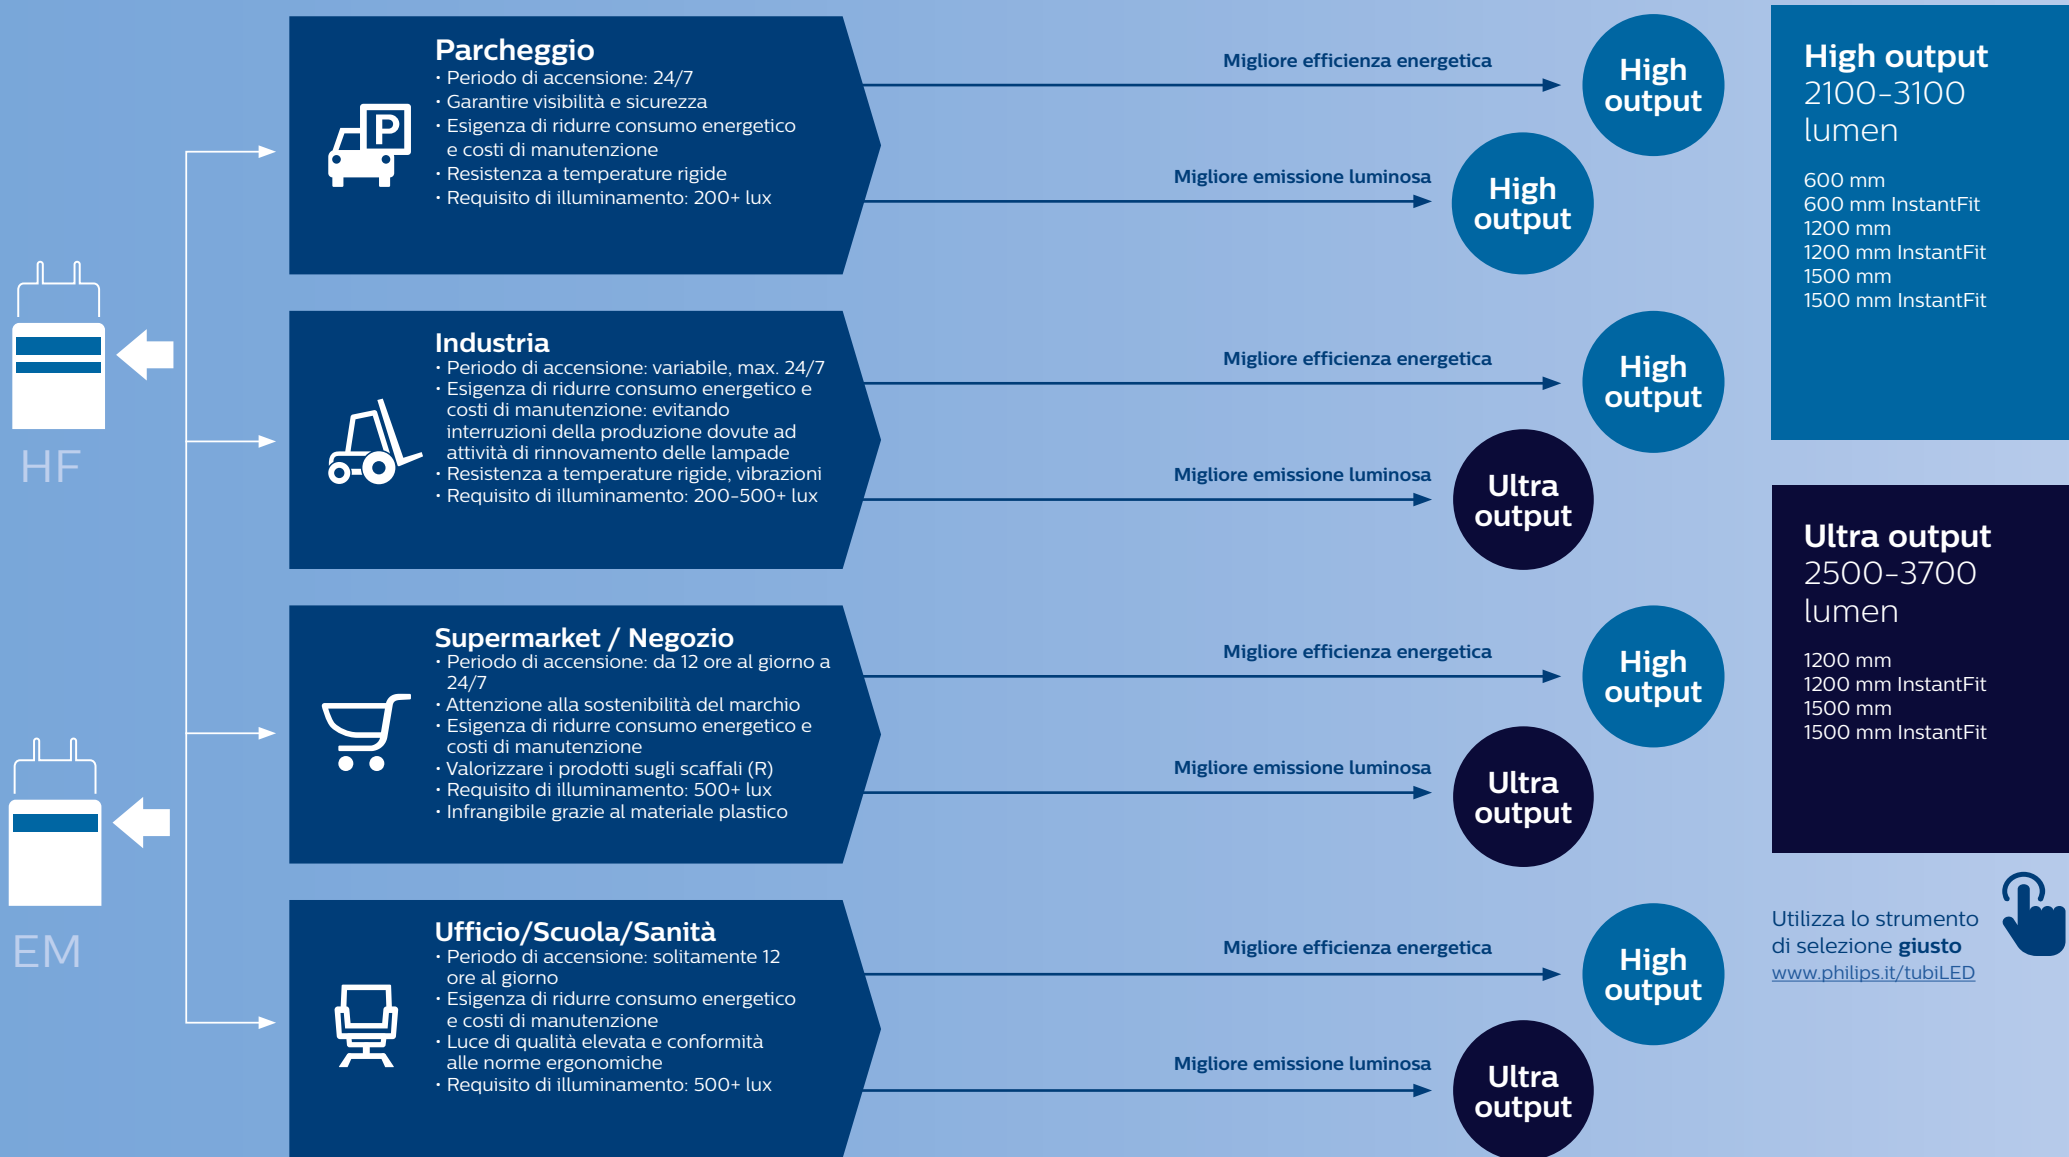 HF
EM
Parcheggio
· Periodo di accensione: 24/7
· Garantire visibilità e sicurezza
· Esigenza di ridurre consumo energetico
e costi di manutenzione
· Resistenza a temperature rigide
· Requisito di illuminamento: 200+ lux
Migliore efficienza energetica
High
output
Migliore emissione luminosa
High
output
Industria
· Periodo di accensione: variabile, max. 24/7
· Esigenza di ridurre consumo energetico e
costi di manutenzione: evitando
interruzioni della produzione dovute ad
attività di rinnovamento delle lampade
· Resistenza a temperature rigide, vibrazioni
· Requisito di illuminamento: 200-500+ lux
Migliore efficienza energetica
High
output
Migliore emissione luminosa
Ultra
output
Supermarket / Negozio
· Periodo di accensione: da 12 ore al giorno a
24/7
· Attenzione alla sostenibilità del marchio
· Esigenza di ridurre consumo energetico e
costi di manutenzione
· Valorizzare i prodotti sugli scaffali (R)
· Requisito di illuminamento: 500+ lux
· Infrangibile grazie al materiale plastico
Migliore efficienza energetica
High
output
Migliore emissione luminosa
Ultra
output
Ufficio/Scuola/Sanità
· Periodo di accensione: solitamente 12
ore al giorno
· Esigenza di ridurre consumo energetico
e costi di manutenzione
· Luce di qualità elevata e conformità
alle norme ergonomiche
· Requisito di illuminamento: 500+ lux
Migliore efficienza energetica
High
output
Migliore emissione luminosa
Ultra
output
P
High output
2100-3100
lumen
600 mm
600 mm InstantFit
1200 mm
1200 mm InstantFit
1500 mm
1500 mm InstantFit
Ultra output
2500-3700
lumen
1200 mm
1200 mm InstantFit
1500 mm
1500 mm InstantFit
Utilizza lo strumento
di selezione giusto
www.philips.it/tubiLED